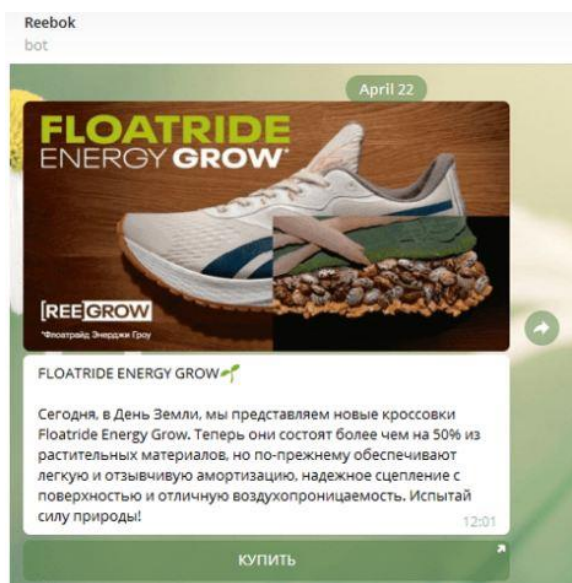 Reebok
bot
April 22
FLOATRIDE
ENERGY GROW*
[REE]GROW
*Флоатрайд Энерджи Гроу
FLOATRIDE ENERGY GROW🌱
Сегодня, в День Земли, мы представляем новые кроссовки
Floatride Energy Grow. Теперь они состоят более чем на 50% из
растительных материалов, но по-прежнему обеспечивают
легкую и отзывчивую амортизацию, надежное сцепление с
поверхностью и отличную воздухопроницаемость. Испытай
силу природы!
12:01
КУПИТЬ